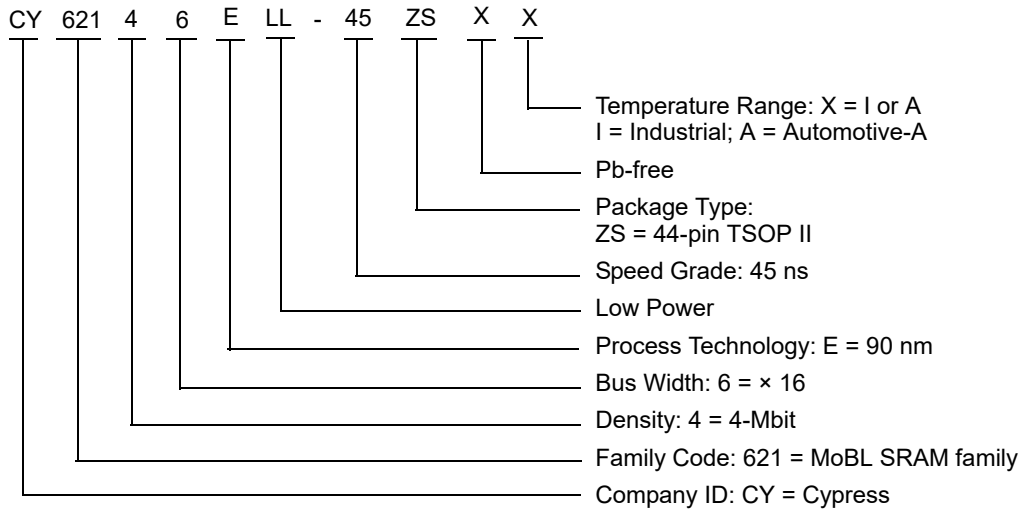 CY 621 4 6 E LL - 45 ZS X X
Temperature Range: X = I or A
I = Industrial; A = Automotive-A
Pb-free
Package Type:
ZS = 44-pin TSOP II
Speed Grade: 45 ns
Low Power
Process Technology: E = 90 nm
Bus Width: 6 = × 16
Density: 4 = 4-Mbit
Family Code: 621 = MoBL SRAM family
Company ID: CY = Cypress